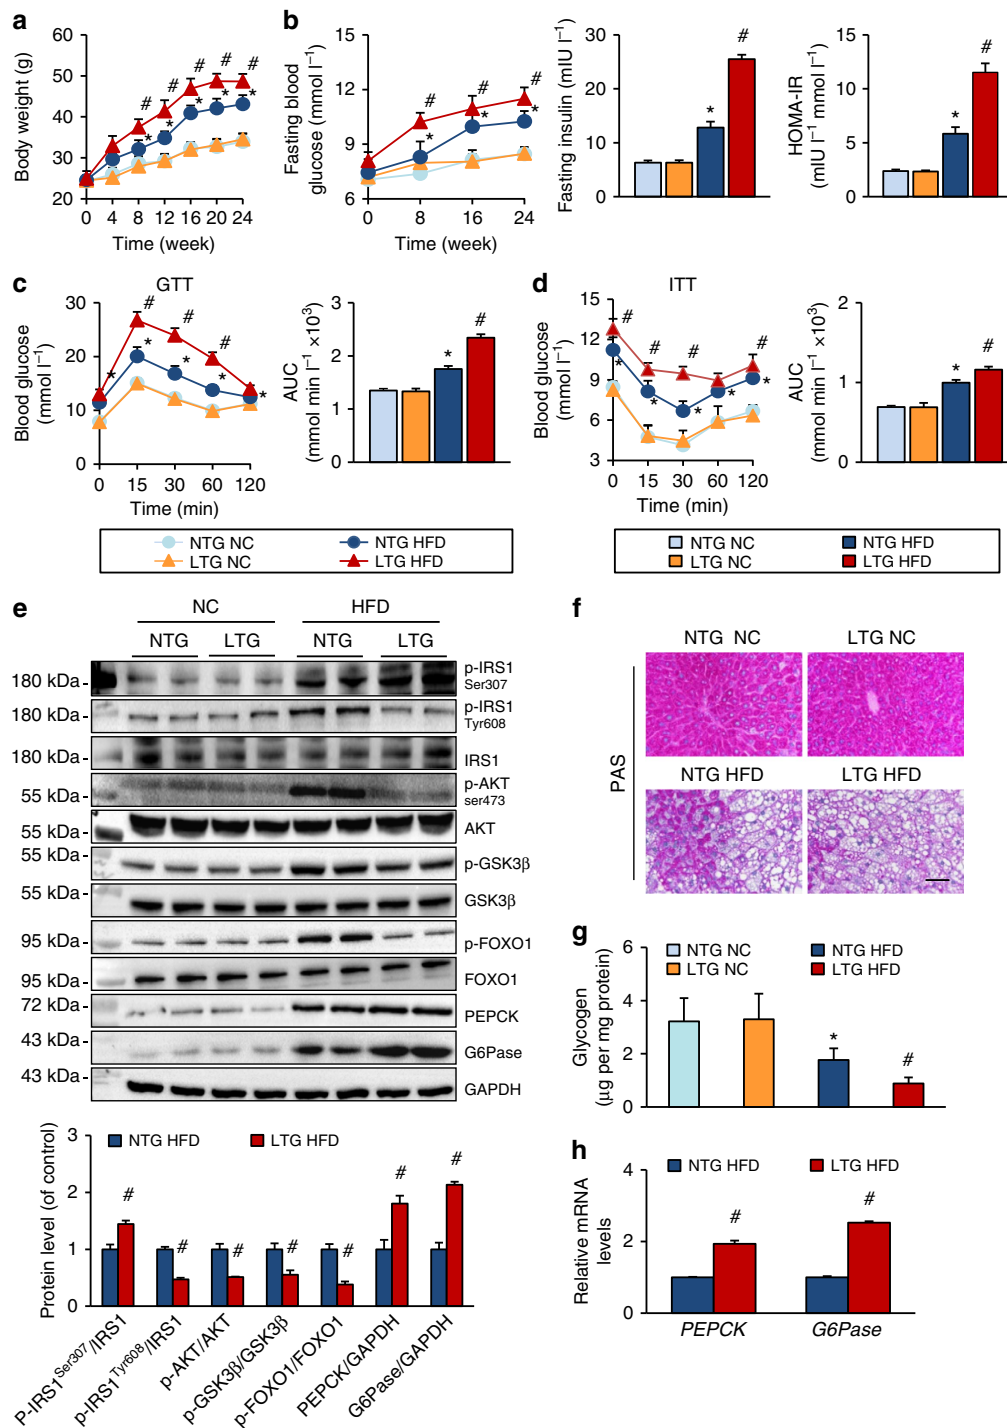 a
Body weight (g)
60
50
40
30
20
0 4 8 12 16 20 24
Time (week)
# # # # #
* * * * *
b
Fasting blood
glucose (mmol l⁻¹)
15
12
9
6
0 8 16 24
Time (week)
# # #
* * *
Fasting insulin (mIU l⁻¹)
30
20
10
0
* #
HOMA-IR
(mIU l⁻¹ mmol l⁻¹)
15
10
5
0
* #
c
GTT
Blood glucose
(mmol l⁻¹)
30
20
10
0
0 15 30 60 120
Time (min)
# # #
* * * * *
AUC
(mmol min l⁻¹ ×10³)
3
2
1
0
* #
d
ITT
Blood glucose
(mmol l⁻¹)
15
12
9
6
3
0 15 30 60 120
Time (min)
# # # #
* * * * *
AUC
(mmol min l⁻¹ ×10³)
2
1
0
* #
NTG NC NTG HFD
LTG NC LTG HFD
NTG NC NTG HFD
LTG NC LTG HFD
e
NC HFD
NTG LTG NTG LTG
180 kDa- p-IRS1
Ser307
180 kDa- p-IRS1
Tyr608
180 kDa- IRS1
55 kDa- p-AKT
ser473
55 kDa- AKT
55 kDa- p-GSK3β
55 kDa- GSK3β
95 kDa- p-FOXO1
95 kDa- FOXO1
72 kDa- PEPCK
43 kDa- G6Pase
43 kDa- GAPDH
Protein level (of control)
3
2
1
0
NTG HFD LTG HFD
# # # # # # #
P-IRS1^Ser307/IRS1
p-IRS1^Tyr608/IRS1
p-AKT/AKT
p-GSK3β/GSK3β
p-FOXO1/FOXO1
PEPCK/GAPDH
G6Pase/GAPDH
f
NTG NC LTG NC
NTG HFD LTG HFD
PAS
g
Glycogen
(µg per mg protein)
6
4
2
0
NTG NC NTG HFD
LTG NC LTG HFD
* #
h
Relative mRNA
levels
4
2
0
NTG HFD LTG HFD
# #
PEPCK G6Pase